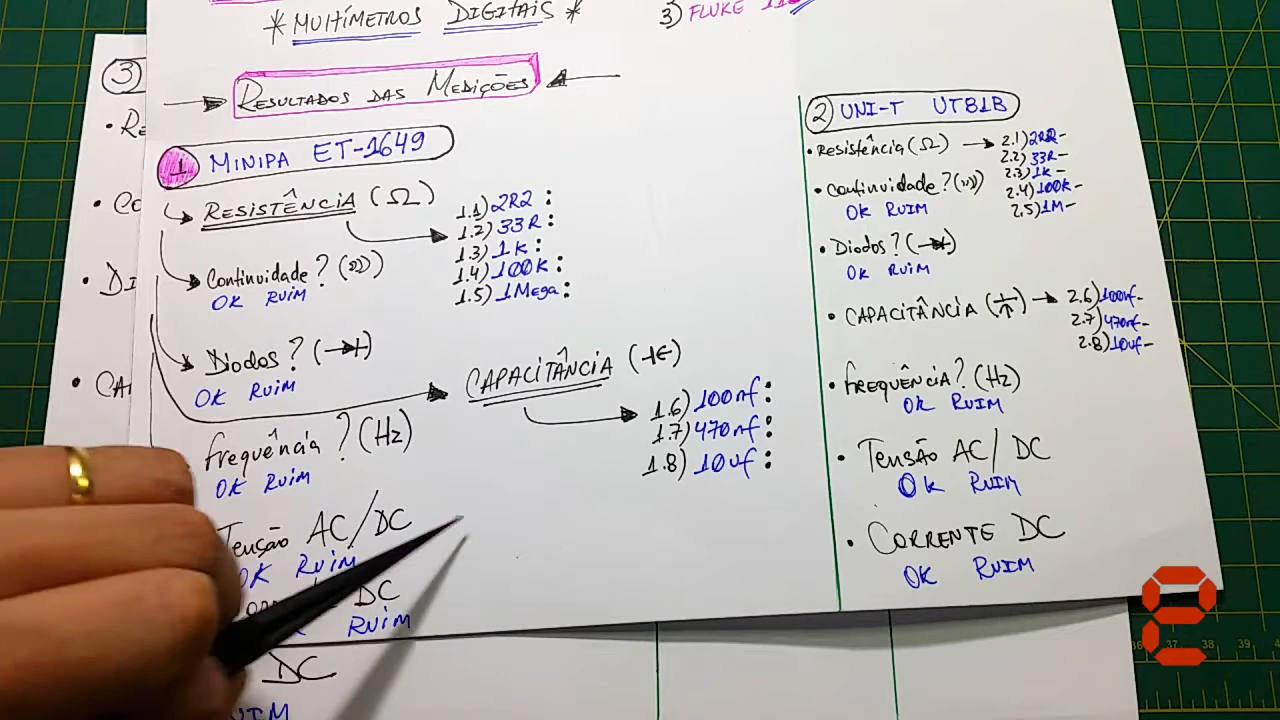 * MULTÍMETROS DIGITAIS *
3) FLUKE
RESULTADOS DAS MEDIÇÕES
1 MINIPA ET-1649
RESISTÊNCIA (Ω)
1.1) 2R2 :
1.2) 33R :
1.3) 1K :
1.4) 100K :
1.5) 1Mega :
Continuidade ? (»))
OK RUIM
Diodos ? ( )
OK RUIM
CAPACITÂNCIA ( )
1.6) 100nf :
1.7) 470nf :
1.8) 10uf :
frequência ? (Hz)
OK RUIM
Tensão AC/DC
OK RUIM
DC
RUIM
2 UNI-T UT81B
• Resistência (Ω)
2.1) 2R2-
2.2) 33R-
2.3) 1K-
2.4) 100K-
2.5) 1M-
• Continuidade ? (»))
OK RUIM
• Diodos ? ( )
OK RUIM
• CAPACITÂNCIA ( )
2.6) 100nf-
2.7) 470nf-
2.8) 10uf-
• frequência ? (Hz)
OK RUIM
• Tensão AC/DC
OK RUIM
• CORRENTE DC
OK RUIM
3
• RE
• CO
• DI
• CA
DC